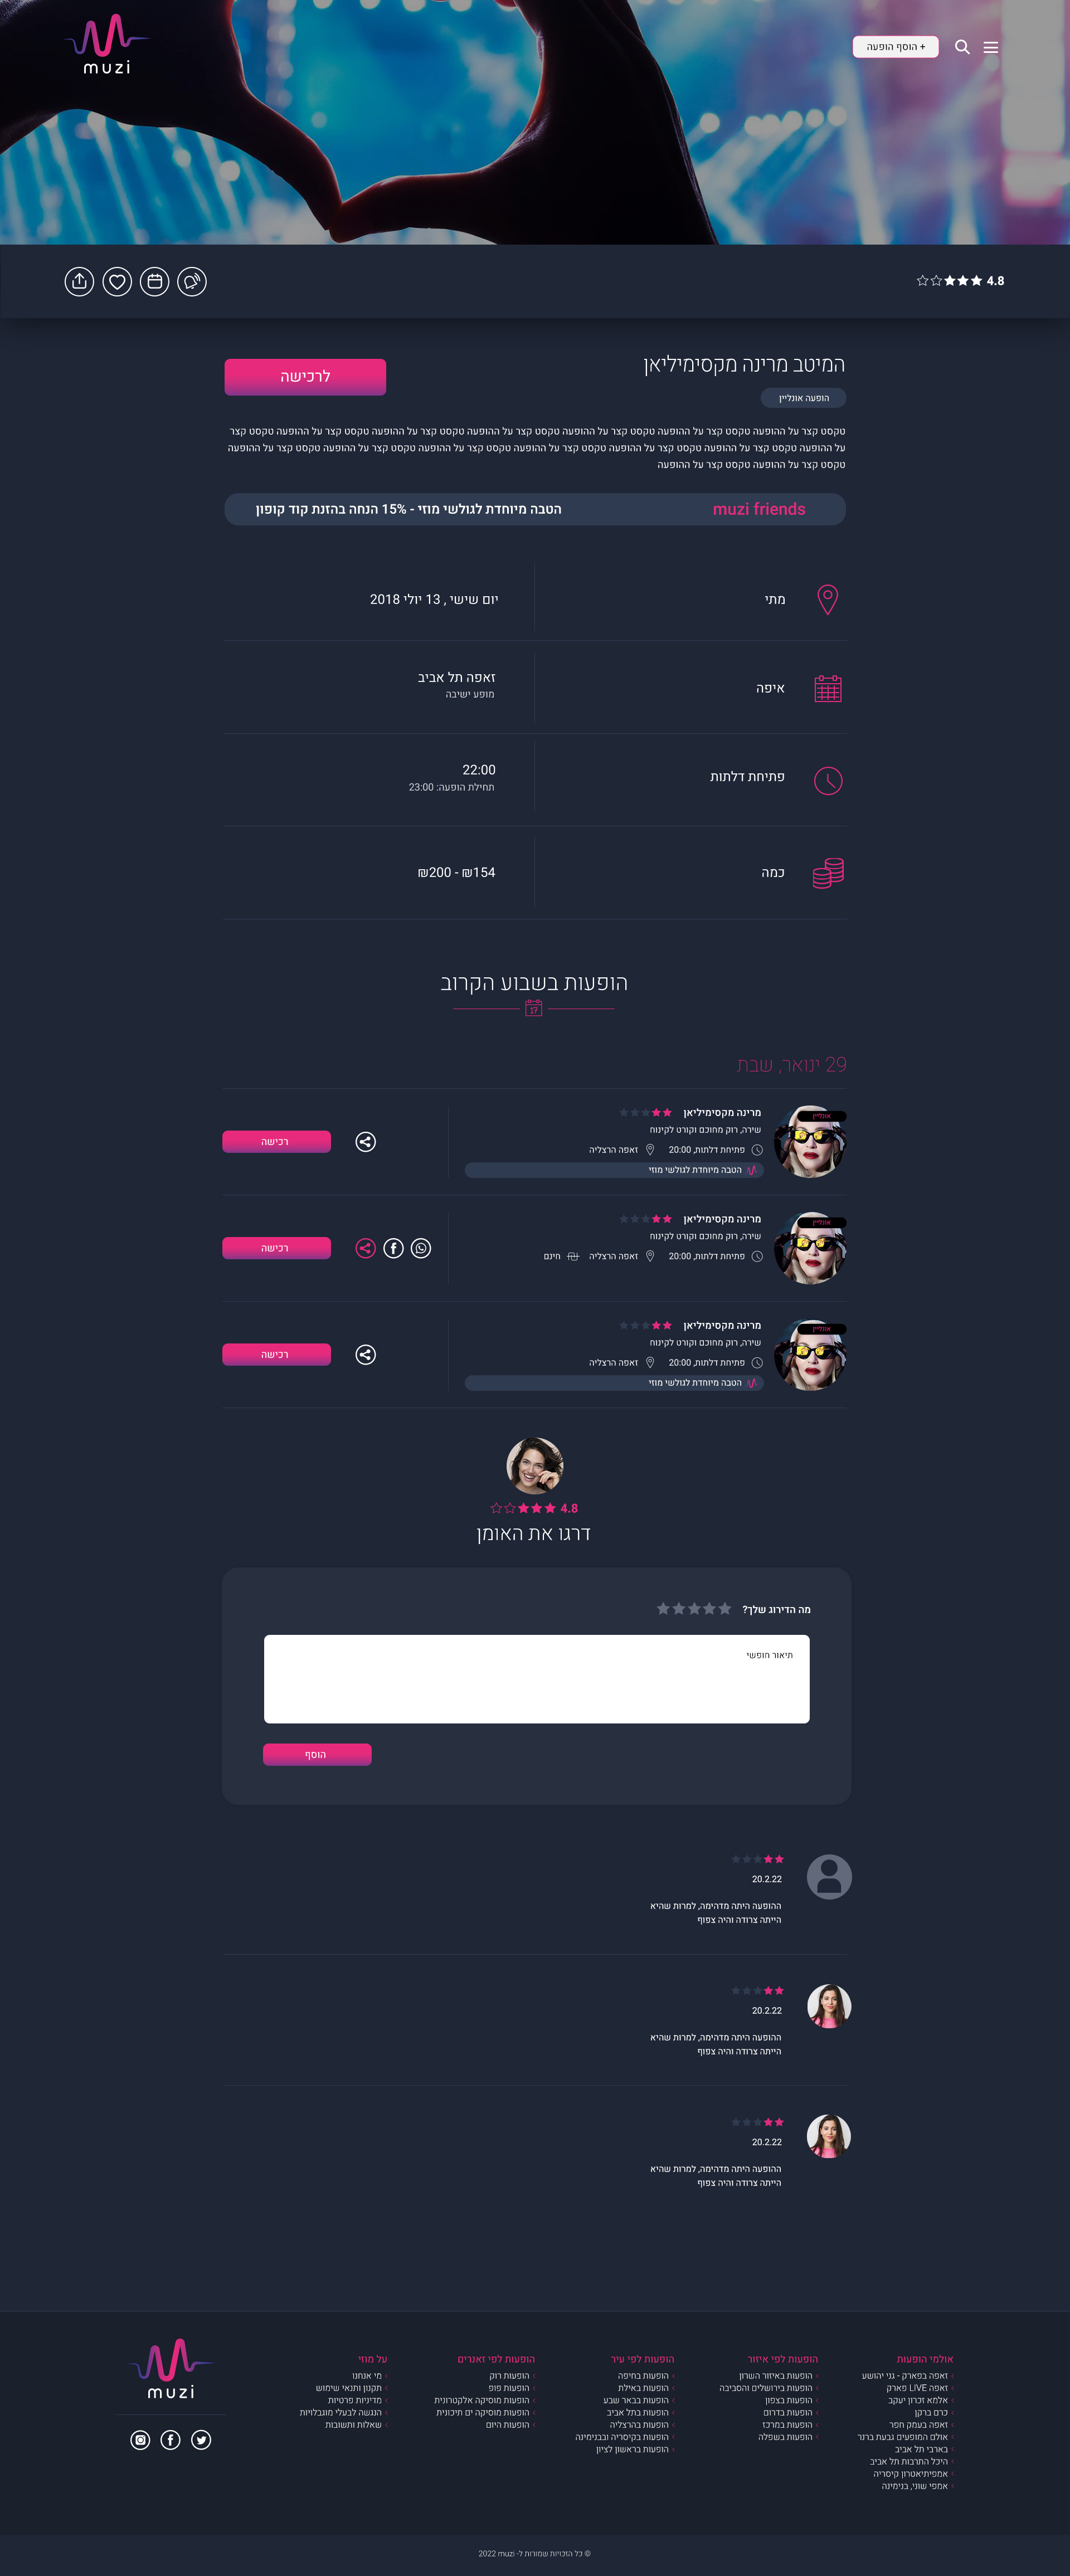 muzi
+ הוסף הופעה
4.8
המיטב מרינה מקסימיליאן
לרכישה
הופעה אונליין
טקסט קצר על ההופעה טקסט קצר על ההופעה טקסט קצר על ההופעה טקסט קצר על ההופעה טקסט קצר על ההופעה טקסט קצר על ההופעה טקסט קצר
על ההופעה טקסט קצר על ההופעה טקסט קצר על ההופעה טקסט קצר על ההופעה טקסט קצר על ההופעה טקסט קצר על ההופעה טקסט קצר על ההופעה
טקסט קצר על ההופעה טקסט קצר על ההופעה
muzi friends
הטבה מיוחדת לגולשי מוזי - 15% הנחה בהזנת קוד קופון
מתי
יום שישי , 13 יולי 2018
איפה
זאפה תל אביב
מופע ישיבה
פתיחת דלתות
22:00
תחילת הופעה: 23:00
כמה
₪154 - ₪200
הופעות בשבוע הקרוב
17
29 ינואר, שבת
אונליין
מרינה מקסימיליאן
שירה, רוק מחוכם וקורט לקינוח
פתיחת דלתות, 20:00
זאפה הרצליה
הטבה מיוחדת לגולשי מוזי
רכישה
אונליין
מרינה מקסימיליאן
שירה, רוק מחוכם וקורט לקינוח
פתיחת דלתות, 20:00
זאפה הרצליה
חינם
רכישה
אונליין
מרינה מקסימיליאן
שירה, רוק מחוכם וקורט לקינוח
פתיחת דלתות, 20:00
זאפה הרצליה
הטבה מיוחדת לגולשי מוזי
רכישה
4.8
דרגו את האומן
מה הדירוג שלך?
תיאור חופשי
הוסף
20.2.22
ההופעה היתה מדהימה, למרות שהיא
הייתה צרודה והיה צפוף
20.2.22
ההופעה היתה מדהימה, למרות שהיא
הייתה צרודה והיה צפוף
20.2.22
ההופעה היתה מדהימה, למרות שהיא
הייתה צרודה והיה צפוף
אולמי הופעות
זאפה בפארק - גני יהושע
זאפה LIVE פארק
אלמא זכרון יעקב
כרם ברקן
זאפה בעמק חפר
אולם המופעים גבעת ברנר
בארבי תל אביב
היכל התרבות תל אביב
אמפיתיאטרון קיסריה
אמפי שוני, בנימינה
הופעות לפי איזור
הופעות באיזור השרון
הופעות בירושלים והסביבה
הופעות בצפון
הופעות בדרום
הופעות במרכז
הופעות בשפלה
הופעות לפי עיר
הופעות בחיפה
הופעות באילת
הופעות בבאר שבע
הופעות בתל אביב
הופעות בהרצליה
הופעות בקיסריה ובבנימינה
הופעות בראשון לציון
הופעות לפי זאנרים
הופעות רוק
הופעות פופ
הופעות מוסיקה אלקטרונית
הופעות מוסיקה ים תיכונית
הופעות היום
על מוזי
מי אנחנו
תקנון ותנאי שימוש
מדיניות פרטיות
הנגשה לבעלי מוגבלויות
שאלות ותשובות
muzi
© כל הזכויות שמורות ל- muzi 2022